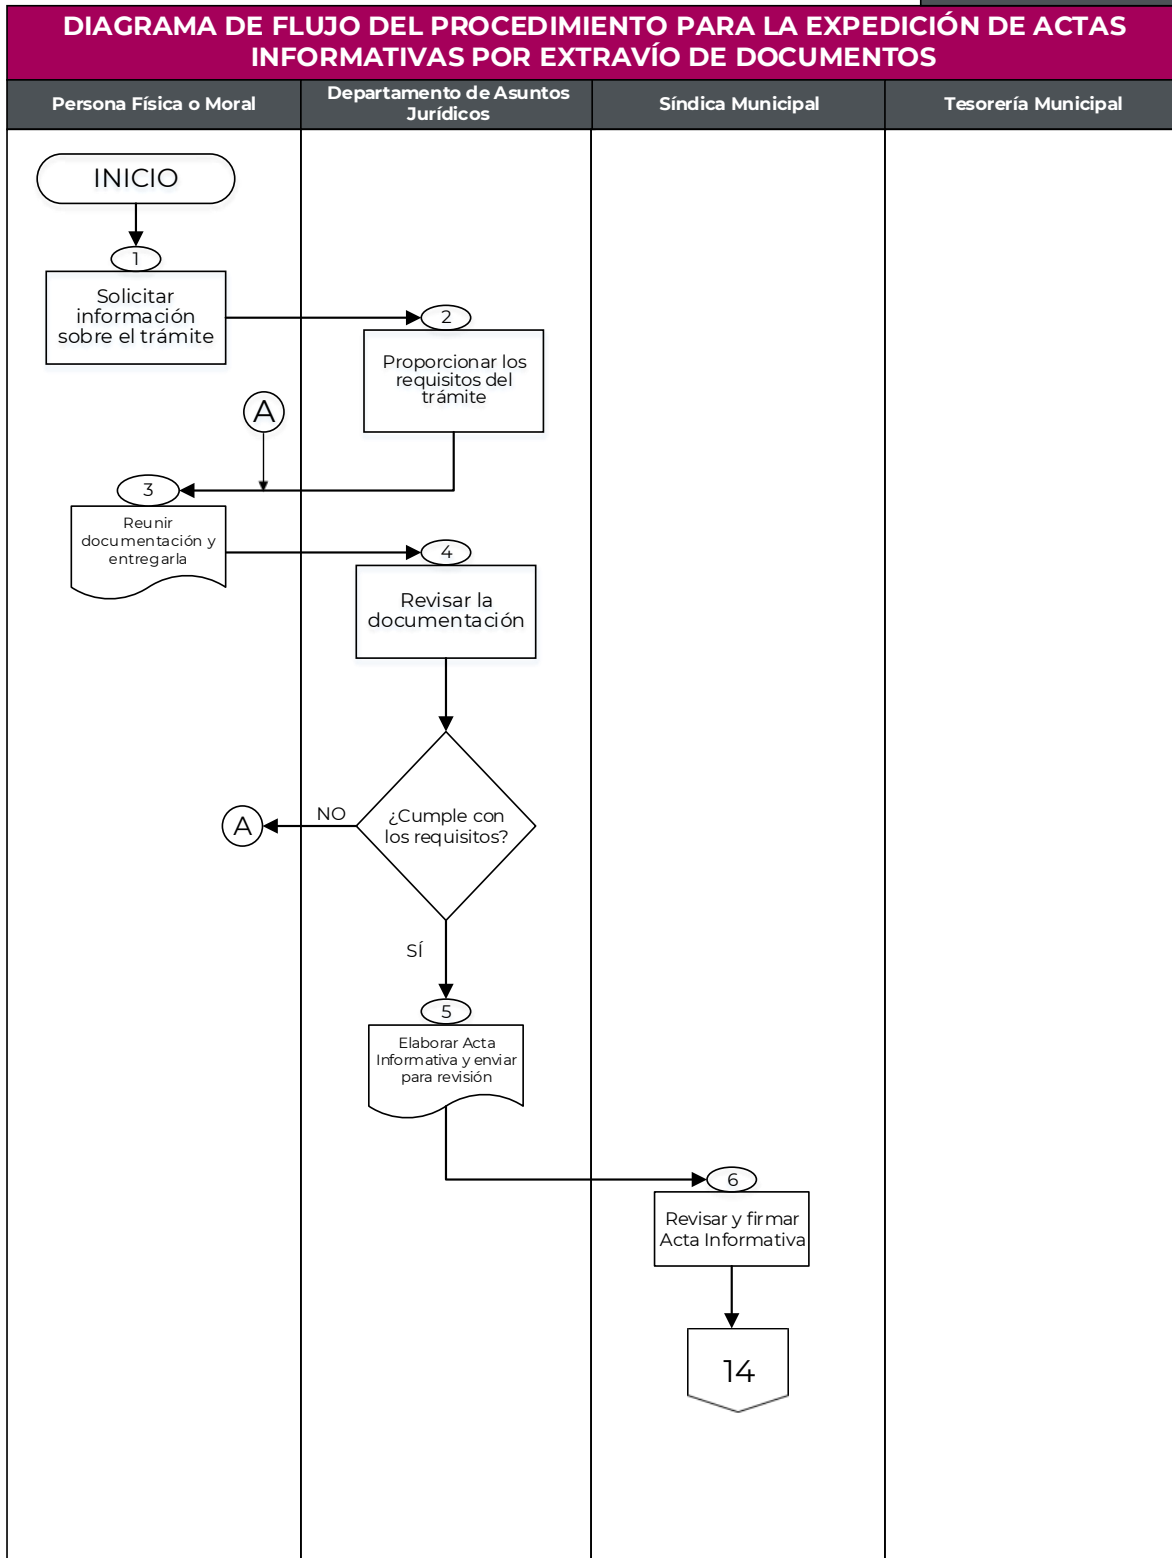 DIAGRAMA DE FLUJO DEL PROCEDIMIENTO PARA LA EXPEDICIÓN DE ACTAS
INFORMATIVAS POR EXTRAVÍO DE DOCUMENTOS
Persona Física o Moral
Departamento de Asuntos
Jurídicos
Síndica Municipal
Tesorería Municipal
INICIO
1
Solicitar
información
sobre el trámite
2
Proporcionar los
requisitos del
trámite
A
3
Reunir
documentación y
entregarla
4
Revisar la
documentación
¿Cumple con
los requisitos?
NO
A
SÍ
5
Elaborar Acta
Informativa y enviar
para revisión
6
Revisar y firmar
Acta Informativa
14